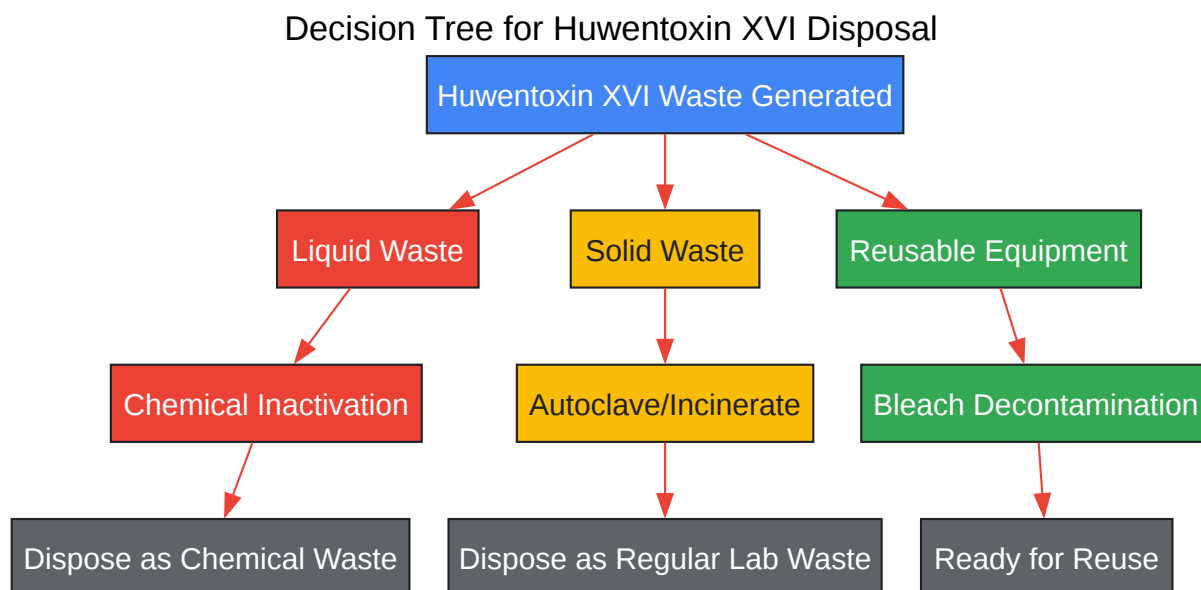 Decision Tree for Huwentoxin XVI Disposal
Huwentoxin XVI Waste Generated
Liquid Waste
Solid Waste
Reusable Equipment
Chemical Inactivation
Autoclave/Incinerate
Bleach Decontamination
Dispose as Chemical Waste
Dispose as Regular Lab Waste
Ready for Reuse